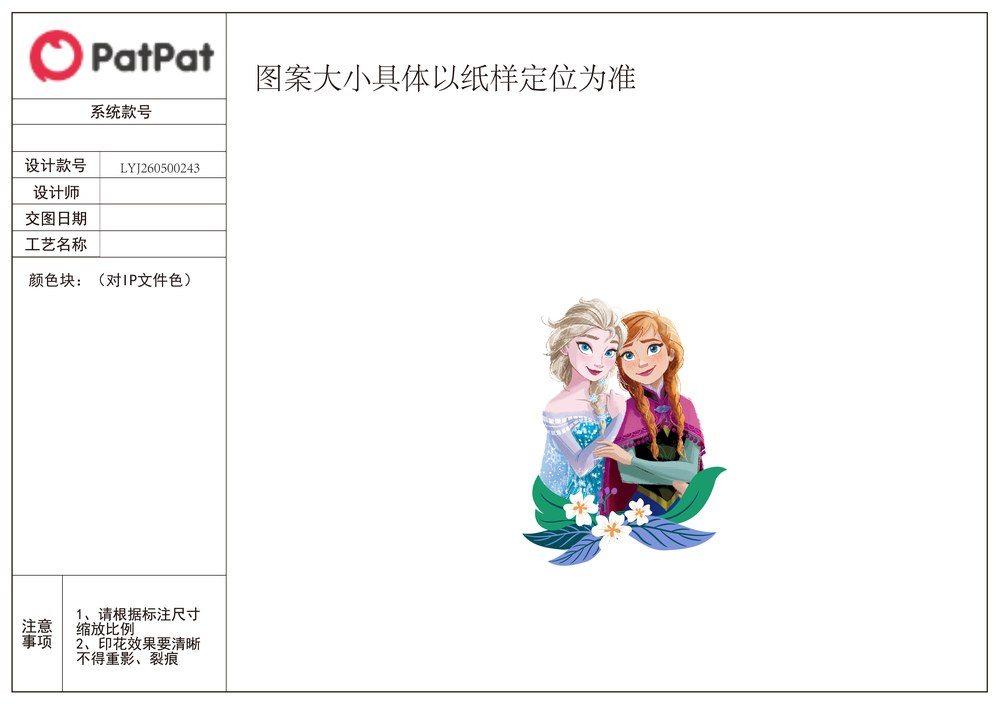 PatPat
图案大小具体以纸样定位为准
系统款号
设计款号 LYJ260500243
设计师
交图日期
工艺名称
颜色块：（对IP文件色）
注意
事项
1、请根据标注尺寸
缩放比例
2、印花效果要清晰
不得重影、裂痕